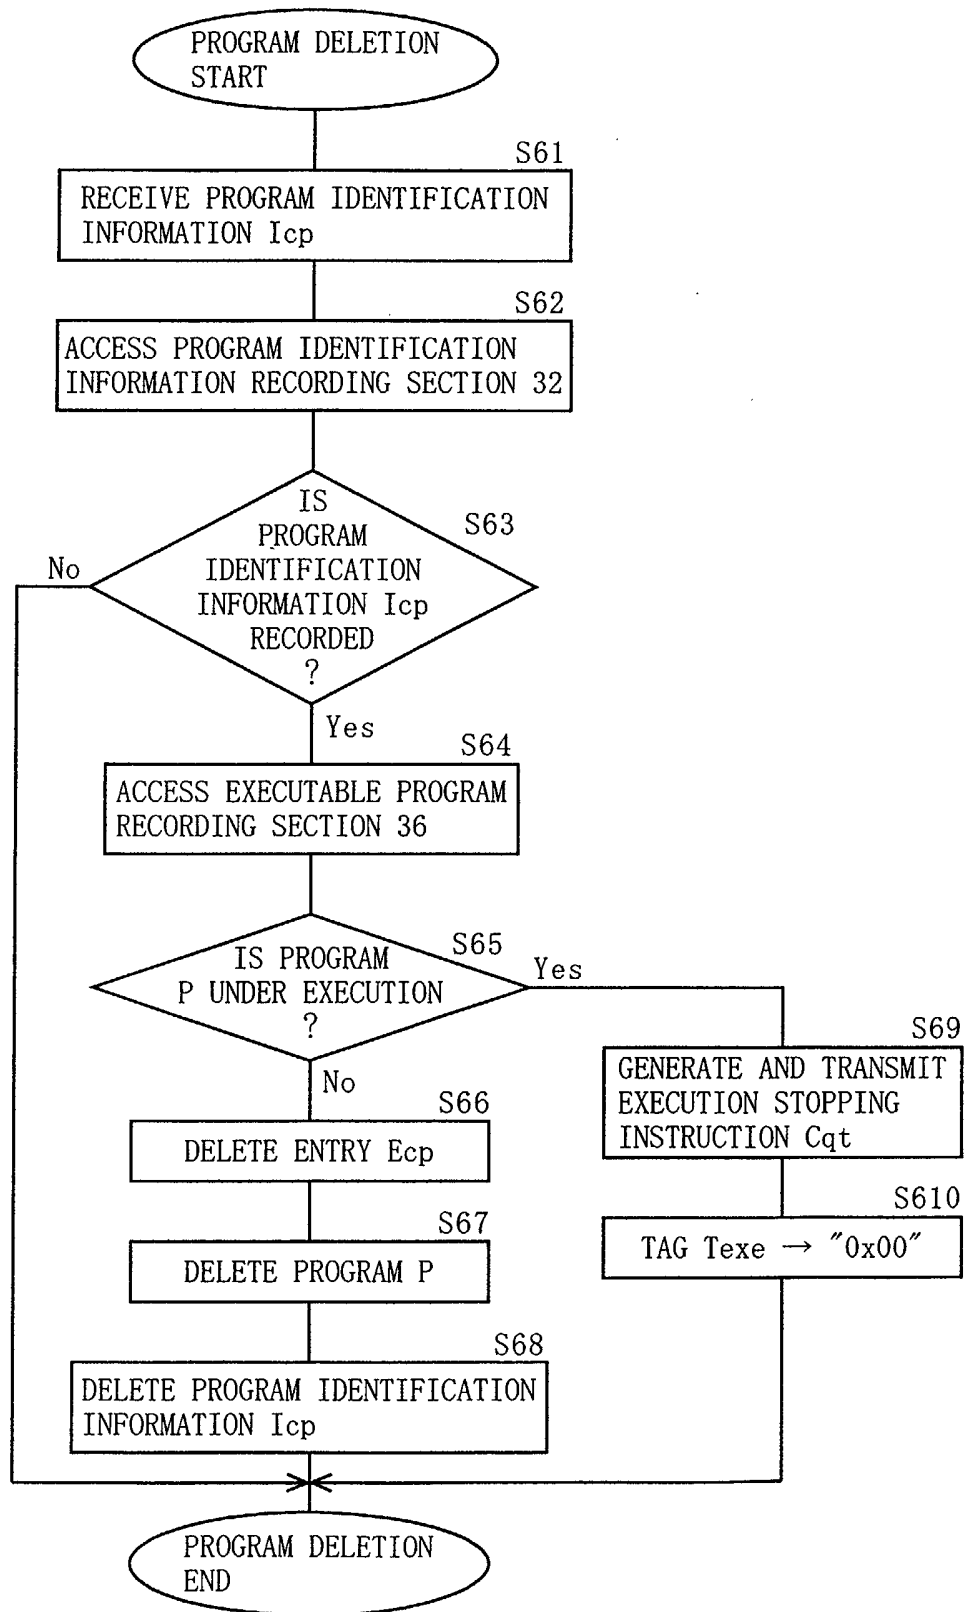 PROGRAM DELETION
START
S61
RECEIVE PROGRAM IDENTIFICATION
INFORMATION Icp
S62
ACCESS PROGRAM IDENTIFICATION
INFORMATION RECORDING SECTION 32
S63
IS
PROGRAM
IDENTIFICATION
INFORMATION Icp
RECORDED
?
No
Yes
S64
ACCESS EXECUTABLE PROGRAM
RECORDING SECTION 36
S65
IS PROGRAM
P UNDER EXECUTION
?
Yes
No
S66
DELETE ENTRY Ecp
S67
DELETE PROGRAM P
S68
DELETE PROGRAM IDENTIFICATION
INFORMATION Icp
S69
GENERATE AND TRANSMIT
EXECUTION STOPPING
INSTRUCTION Cqt
S610
TAG Texe → "0x00"
PROGRAM DELETION
END